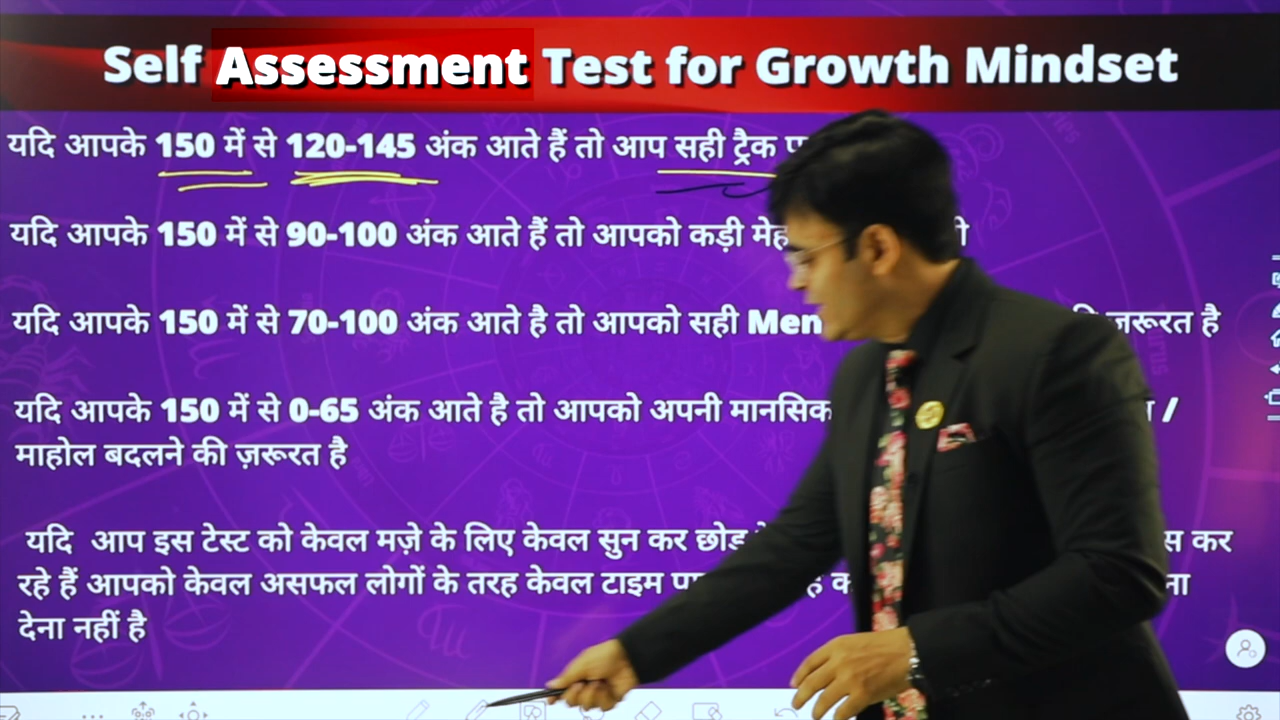 Self Assessment Test for Growth Mindset
यदि आपके 150 में से 120-145 अंक आते हैं तो आप सही ट्रैक
यदि आपके 150 में से 90-100 अंक आते हैं तो आपको कड़ी
यदि आपके 150 में से 70-100 अंक आते है तो आपको सही ज़रूरत है
यदि आपके 150 में से 0-65 अंक आते है तो आपको अपनी मानसिक /
माहोल बदलने की ज़रूरत है
यदि आप इस टेस्ट को केवल मज़े के लिए केवल सुन कर छोड़ कर
रहे हैं आपको केवल असफल लोगों के तरह केवल टाइम
देना नहीं है